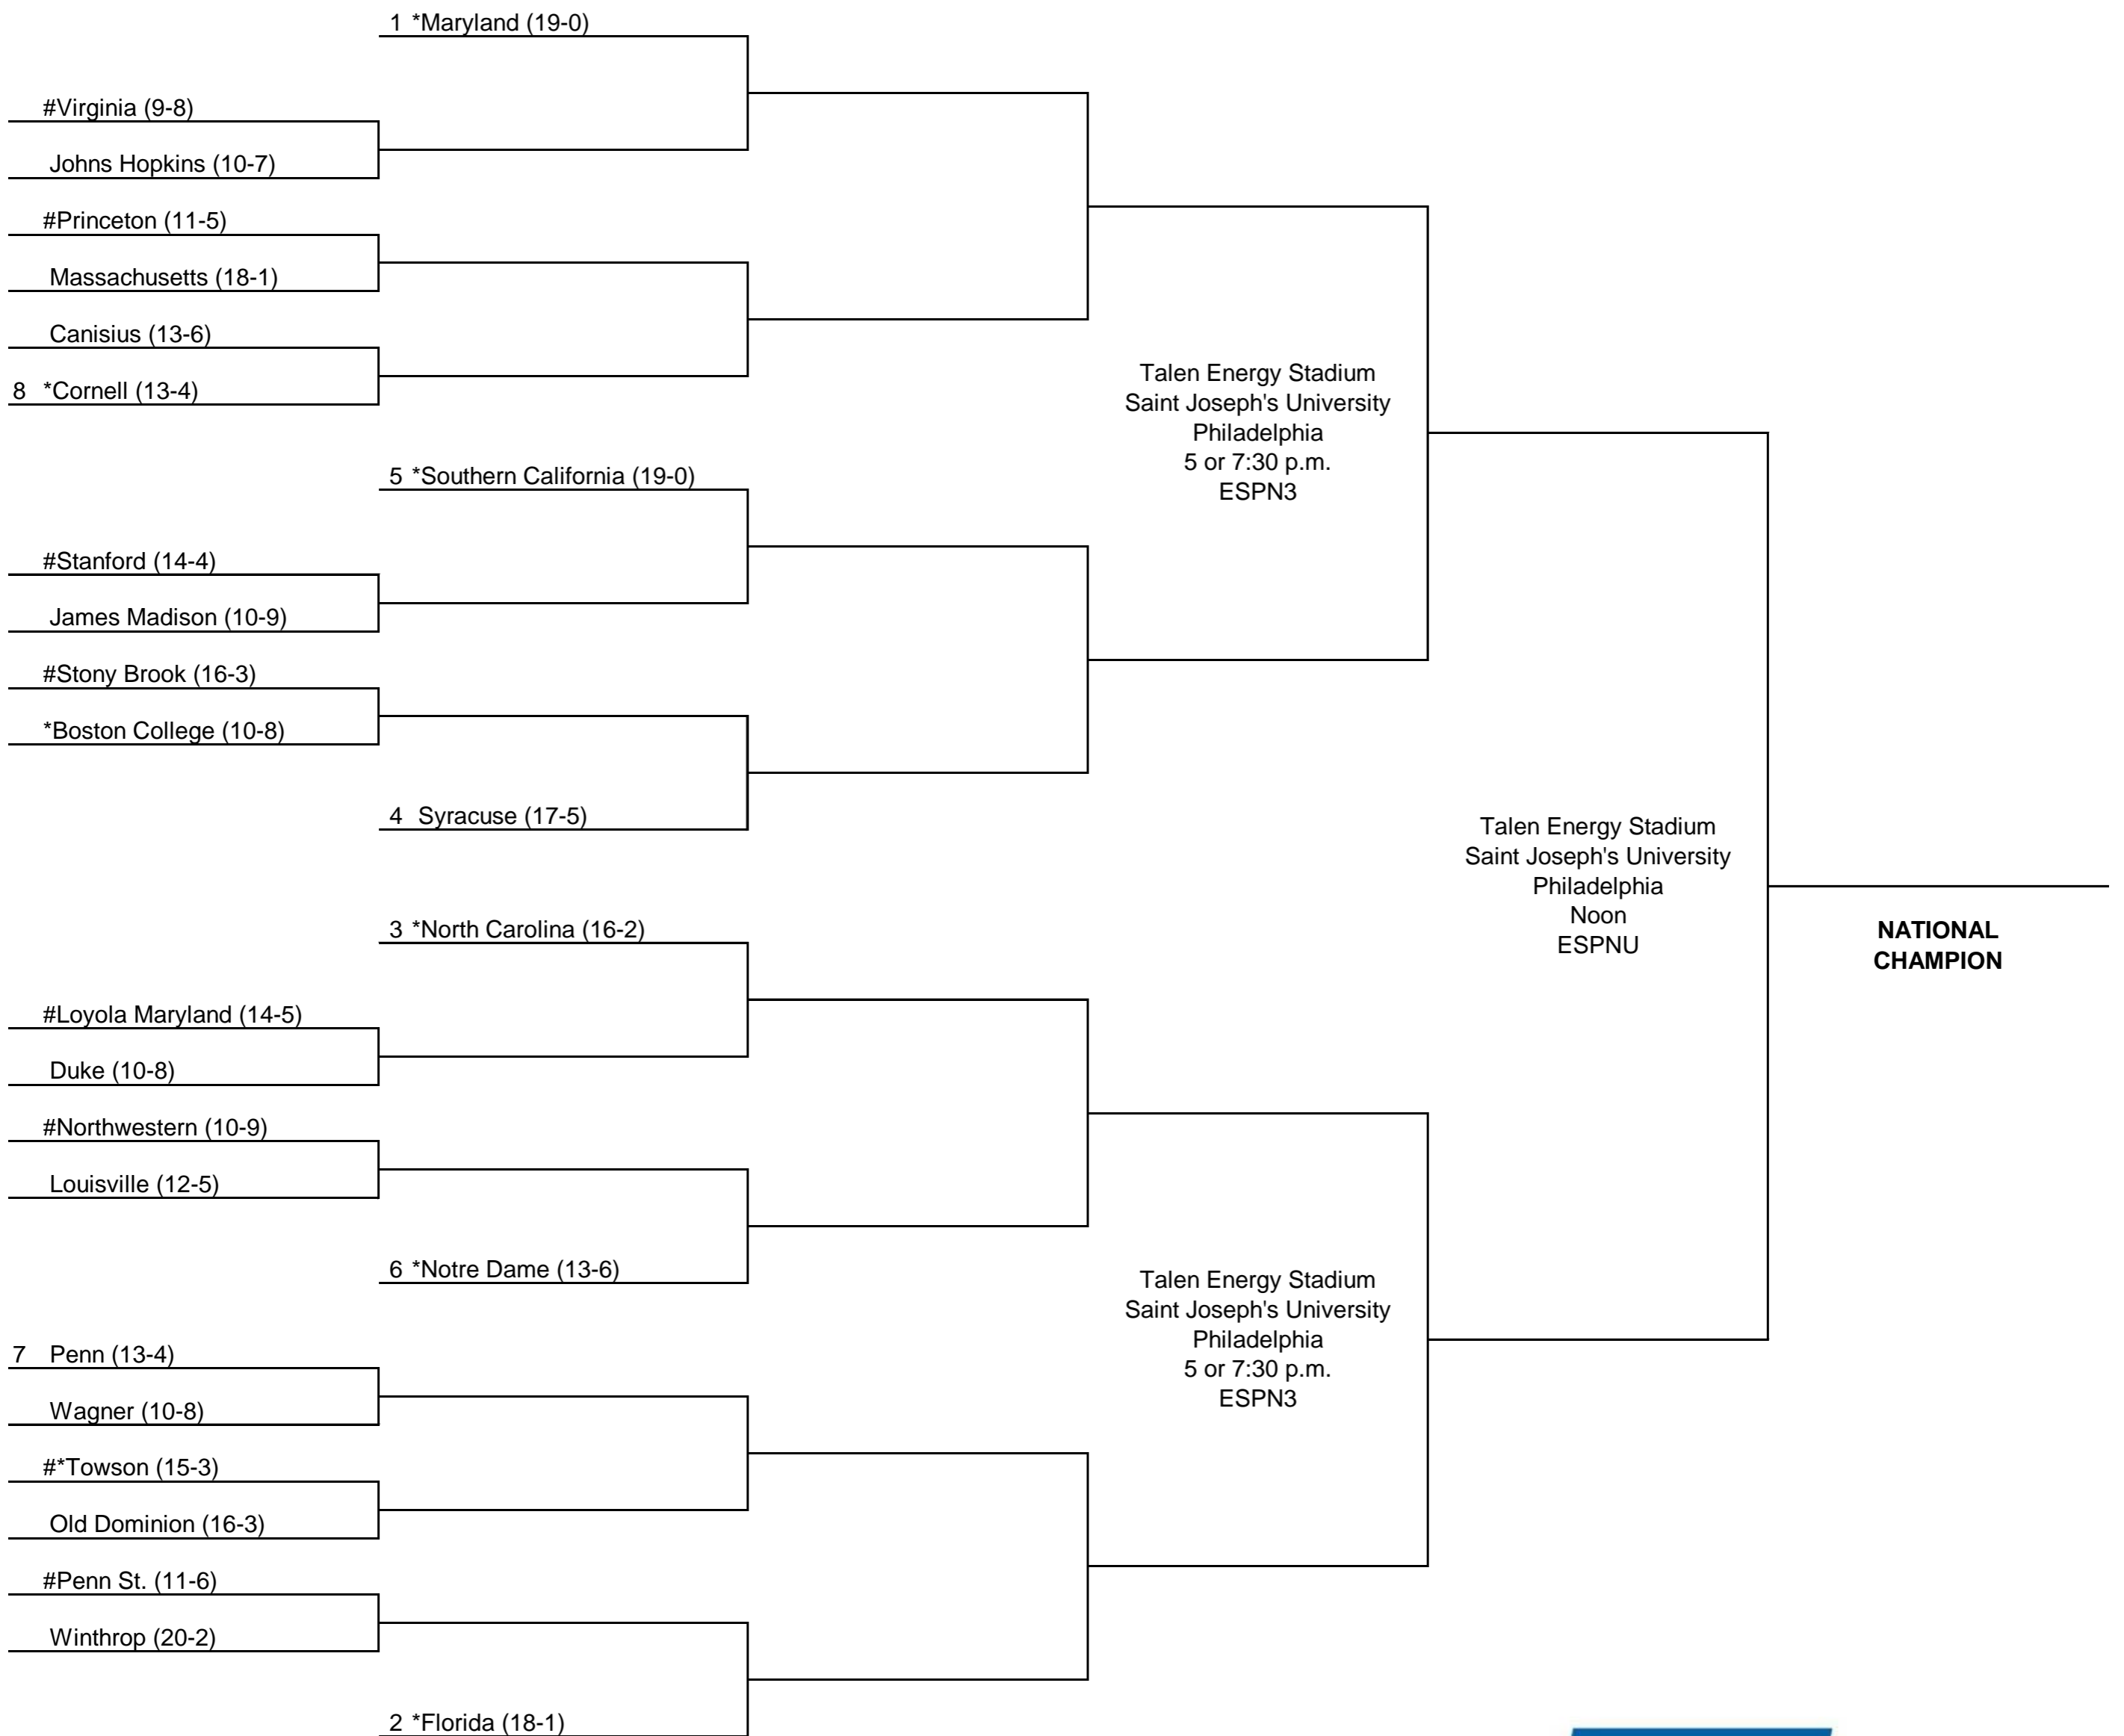 1 *Maryland (19-0)
#Virginia (9-8)
Johns Hopkins (10-7)
#Princeton (11-5)
Massachusetts (18-1)
Canisius (13-6)
8 *Cornell (13-4)
Talen Energy Stadium
Saint Joseph's University
Philadelphia
5 or 7:30 p.m.
ESPN3
5 *Southern California (19-0)
#Stanford (14-4)
James Madison (10-9)
#Stony Brook (16-3)
*Boston College (10-8)
4 Syracuse (17-5)
Talen Energy Stadium
Saint Joseph's University
Philadelphia
Noon
ESPNU
NATIONAL
CHAMPION
3 *North Carolina (16-2)
#Loyola Maryland (14-5)
Duke (10-8)
#Northwestern (10-9)
Louisville (12-5)
6 *Notre Dame (13-6)
Talen Energy Stadium
Saint Joseph's University
Philadelphia
5 or 7:30 p.m.
ESPN3
7 Penn (13-4)
Wagner (10-8)
#*Towson (15-3)
Old Dominion (16-3)
#Penn St. (11-6)
Winthrop (20-2)
2 *Florida (18-1)